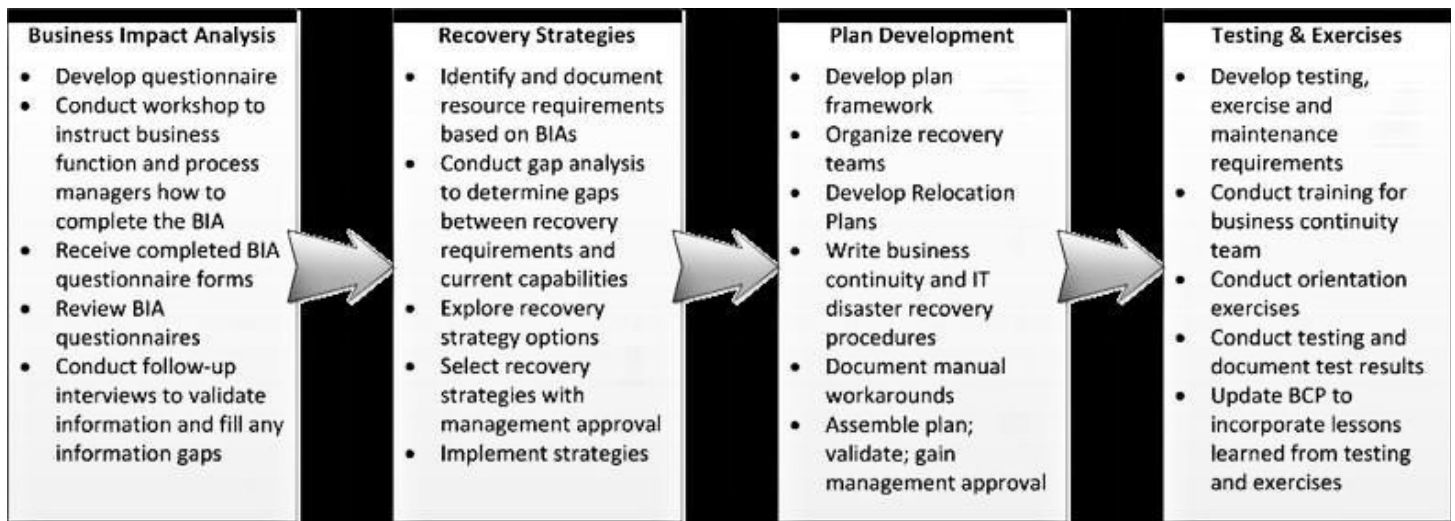 Business Impact Analysis
• Develop questionnaire
• Conduct workshop to
instruct business
function and process
managers how to
complete the BIA
• Receive completed BIA
questionnaire forms
• Review BIA
questionnaires
• Conduct follow-up
interviews to validate
information and fill any
information gaps
Recovery Strategies
• Identify and document
resource requirements
based on BIAs
• Conduct gap analysis
to determine gaps
between recovery
requirements and
current capabilities
• Explore recovery
strategy options
• Select recovery
strategies with
management approval
• Implement strategies
Plan Development
• Develop plan
framework
• Organize recovery
teams
• Develop Relocation
Plans
• Write business
continuity and IT
disaster recovery
procedures
• Document manual
workarounds
• Assemble plan;
validate; gain
management approval
Testing & Exercises
• Develop testing,
exercise and
maintenance
requirements
• Conduct training for
business continuity
team
• Conduct orientation
exercises
• Conduct testing and
document test results
• Update BCP to
incorporate lessons
learned from testing
and exercises